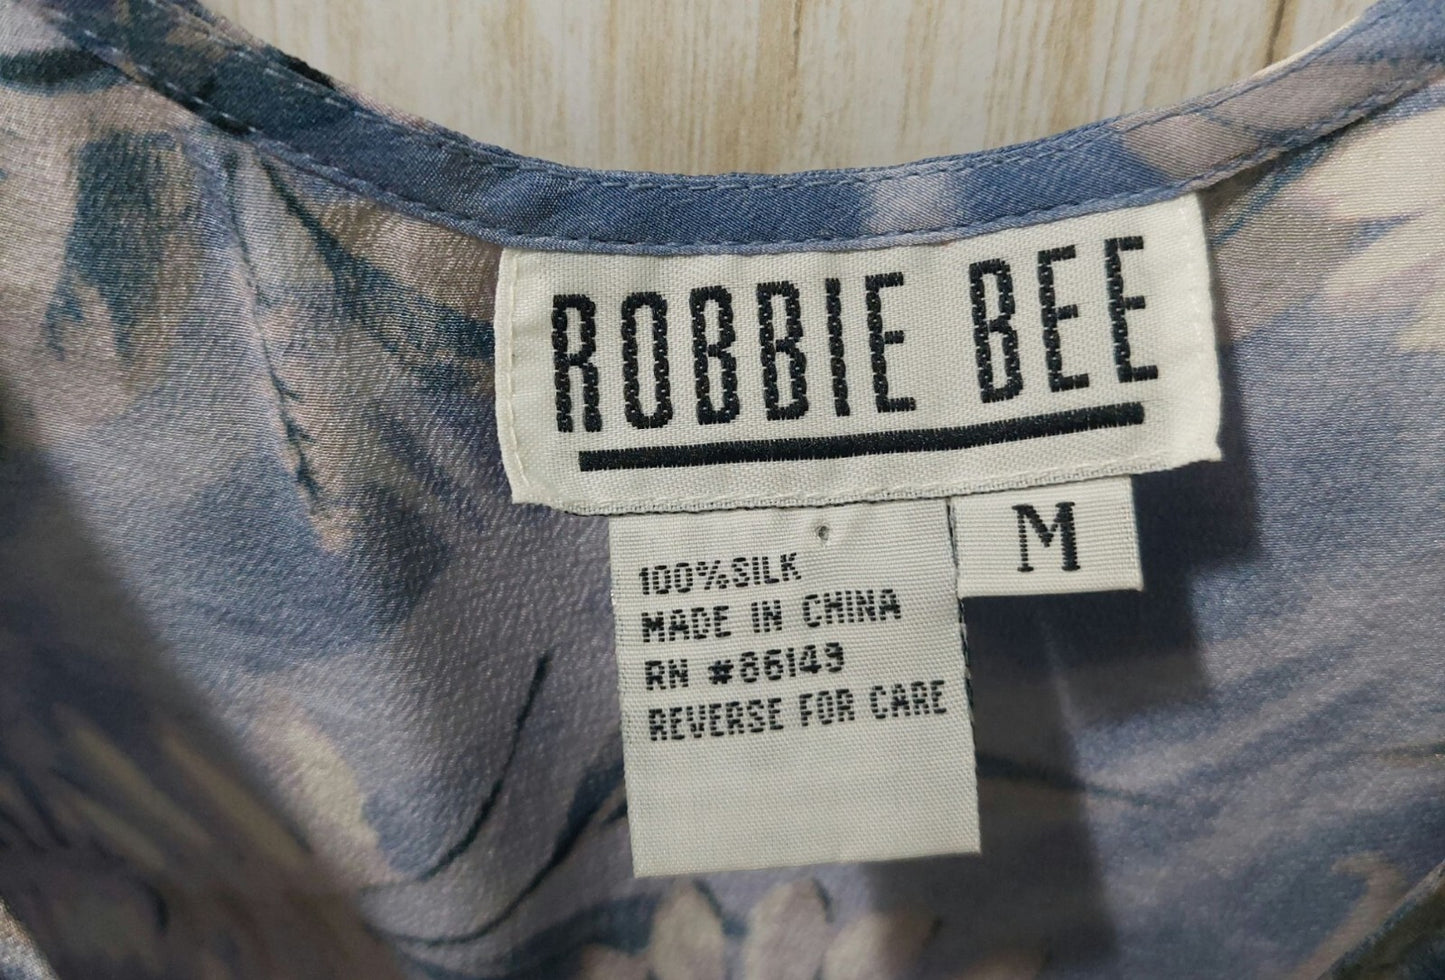 ROBBIE BEE
M
100%SILK
MADE IN CHINA
RN #86149
REVERSE FOR CARE